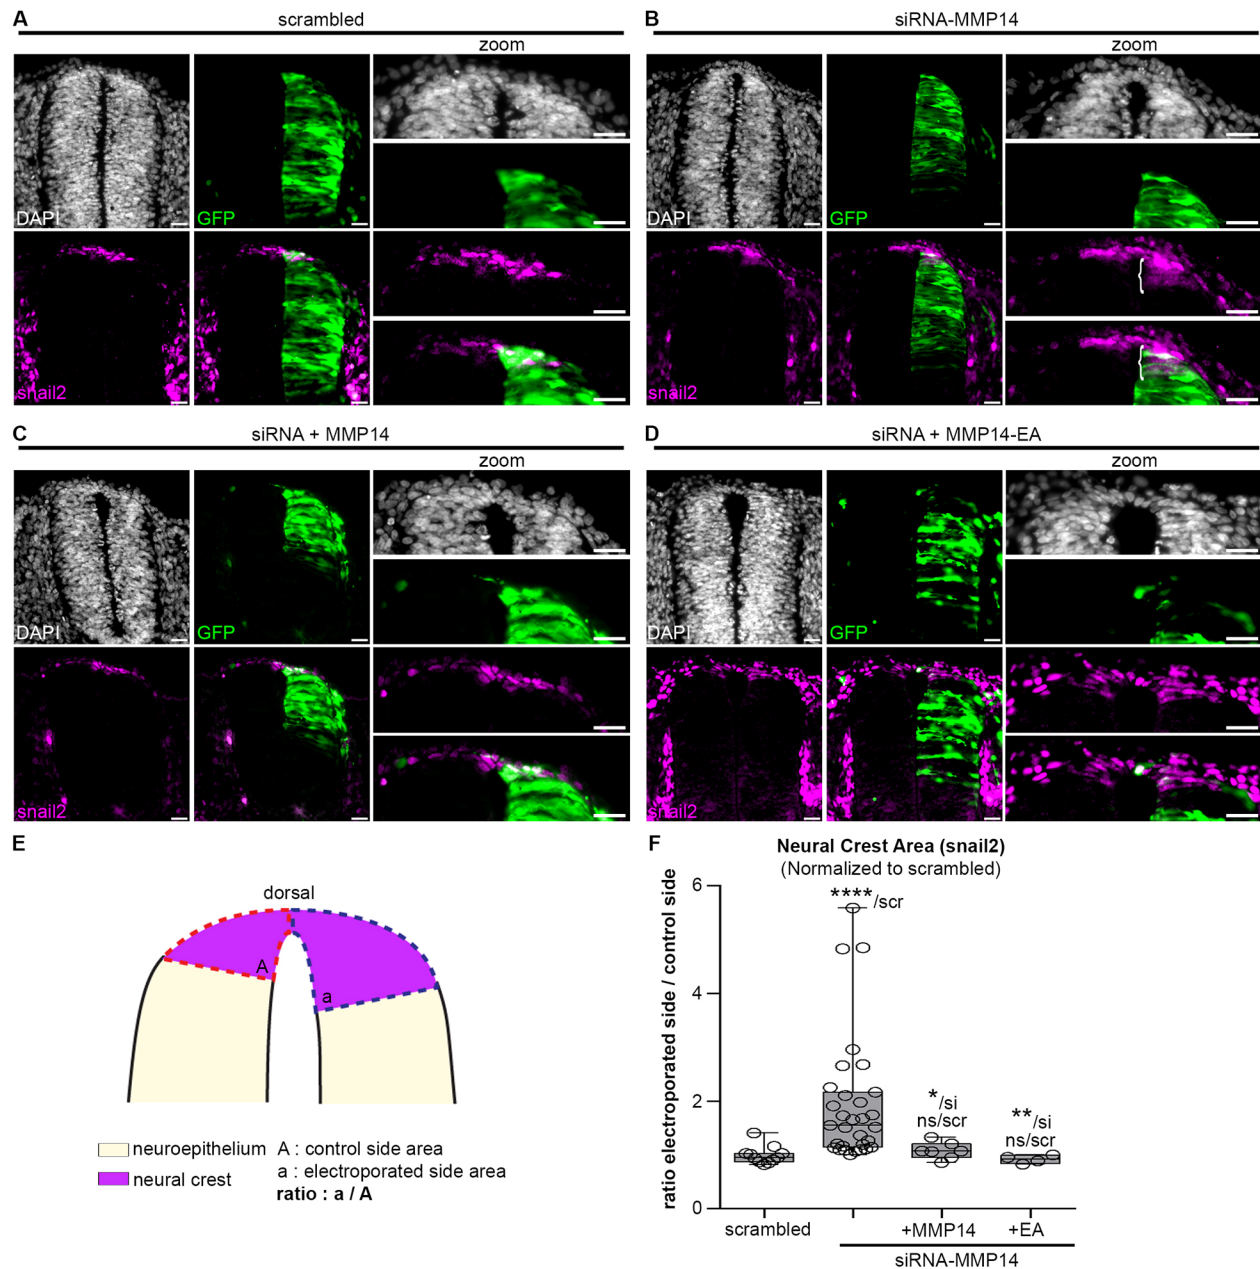 A
scrambled
zoom
DAPI
GFP
snail2
B
siRNA-MMP14
zoom
DAPI
GFP
snail2
C
siRNA + MMP14
zoom
DAPI
GFP
snail2
D
siRNA + MMP14-EA
zoom
DAPI
GFP
snail2
E
dorsal
A
a
neuroepithelium
neural crest
A : control side area
a : electroporated side area
ratio : a / A
F
Neural Crest Area (snail2)
(Normalized to scrambled)
ratio electroporated side / control side
6
4
2
0
****/scr
*/si
ns/scr
**/si
ns/scr
scrambled
+MMP14
+EA
siRNA-MMP14